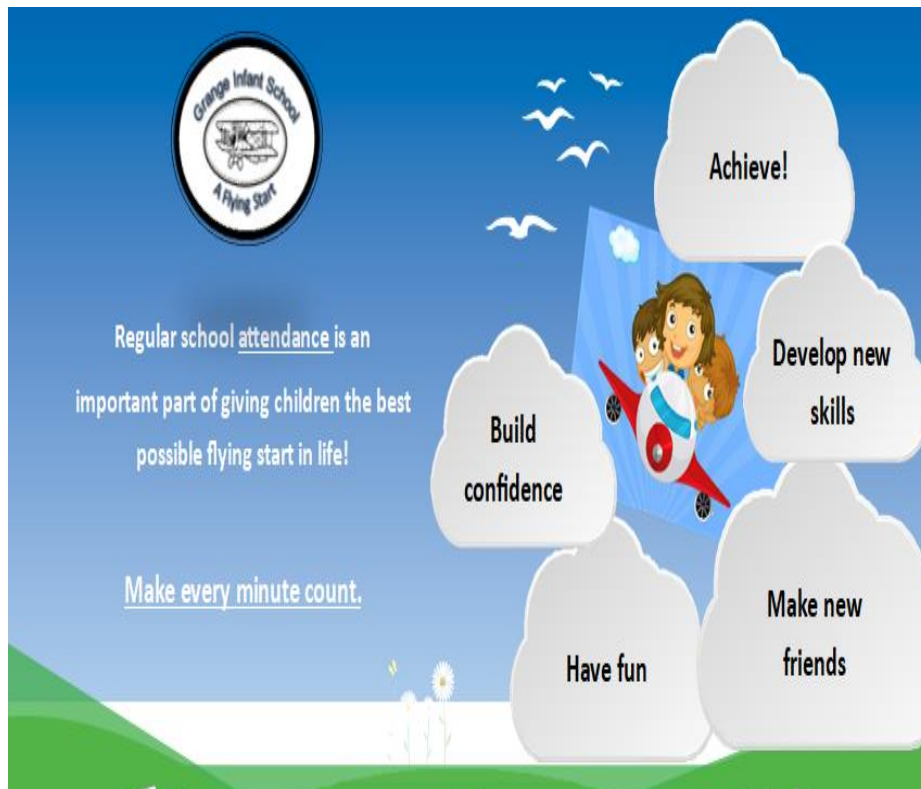 Grange Infant School
A Flying Start
Regular school attendance is an
important part of giving children the best
possible flying start in life!
Make every minute count.
Achieve!
Develop new
skills
Build
confidence
Make new
friends
Have fun